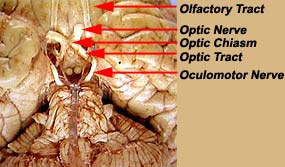 Olfactory Tract
Optic Nerve
Optic Chiasm
Optic Tract
Oculomotor Nerve